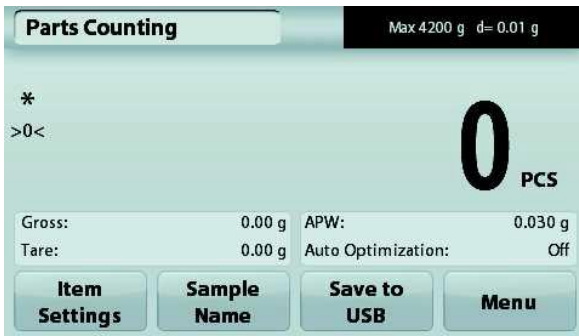 Parts Counting
Max 4200 g d= 0.01 g
*
>0<
0 PCS
Gross: 0.00 g APW: 0.030 g
Tare: 0.00 g Auto Optimization: Off
Item Settings
Sample Name
Save to USB
Menu